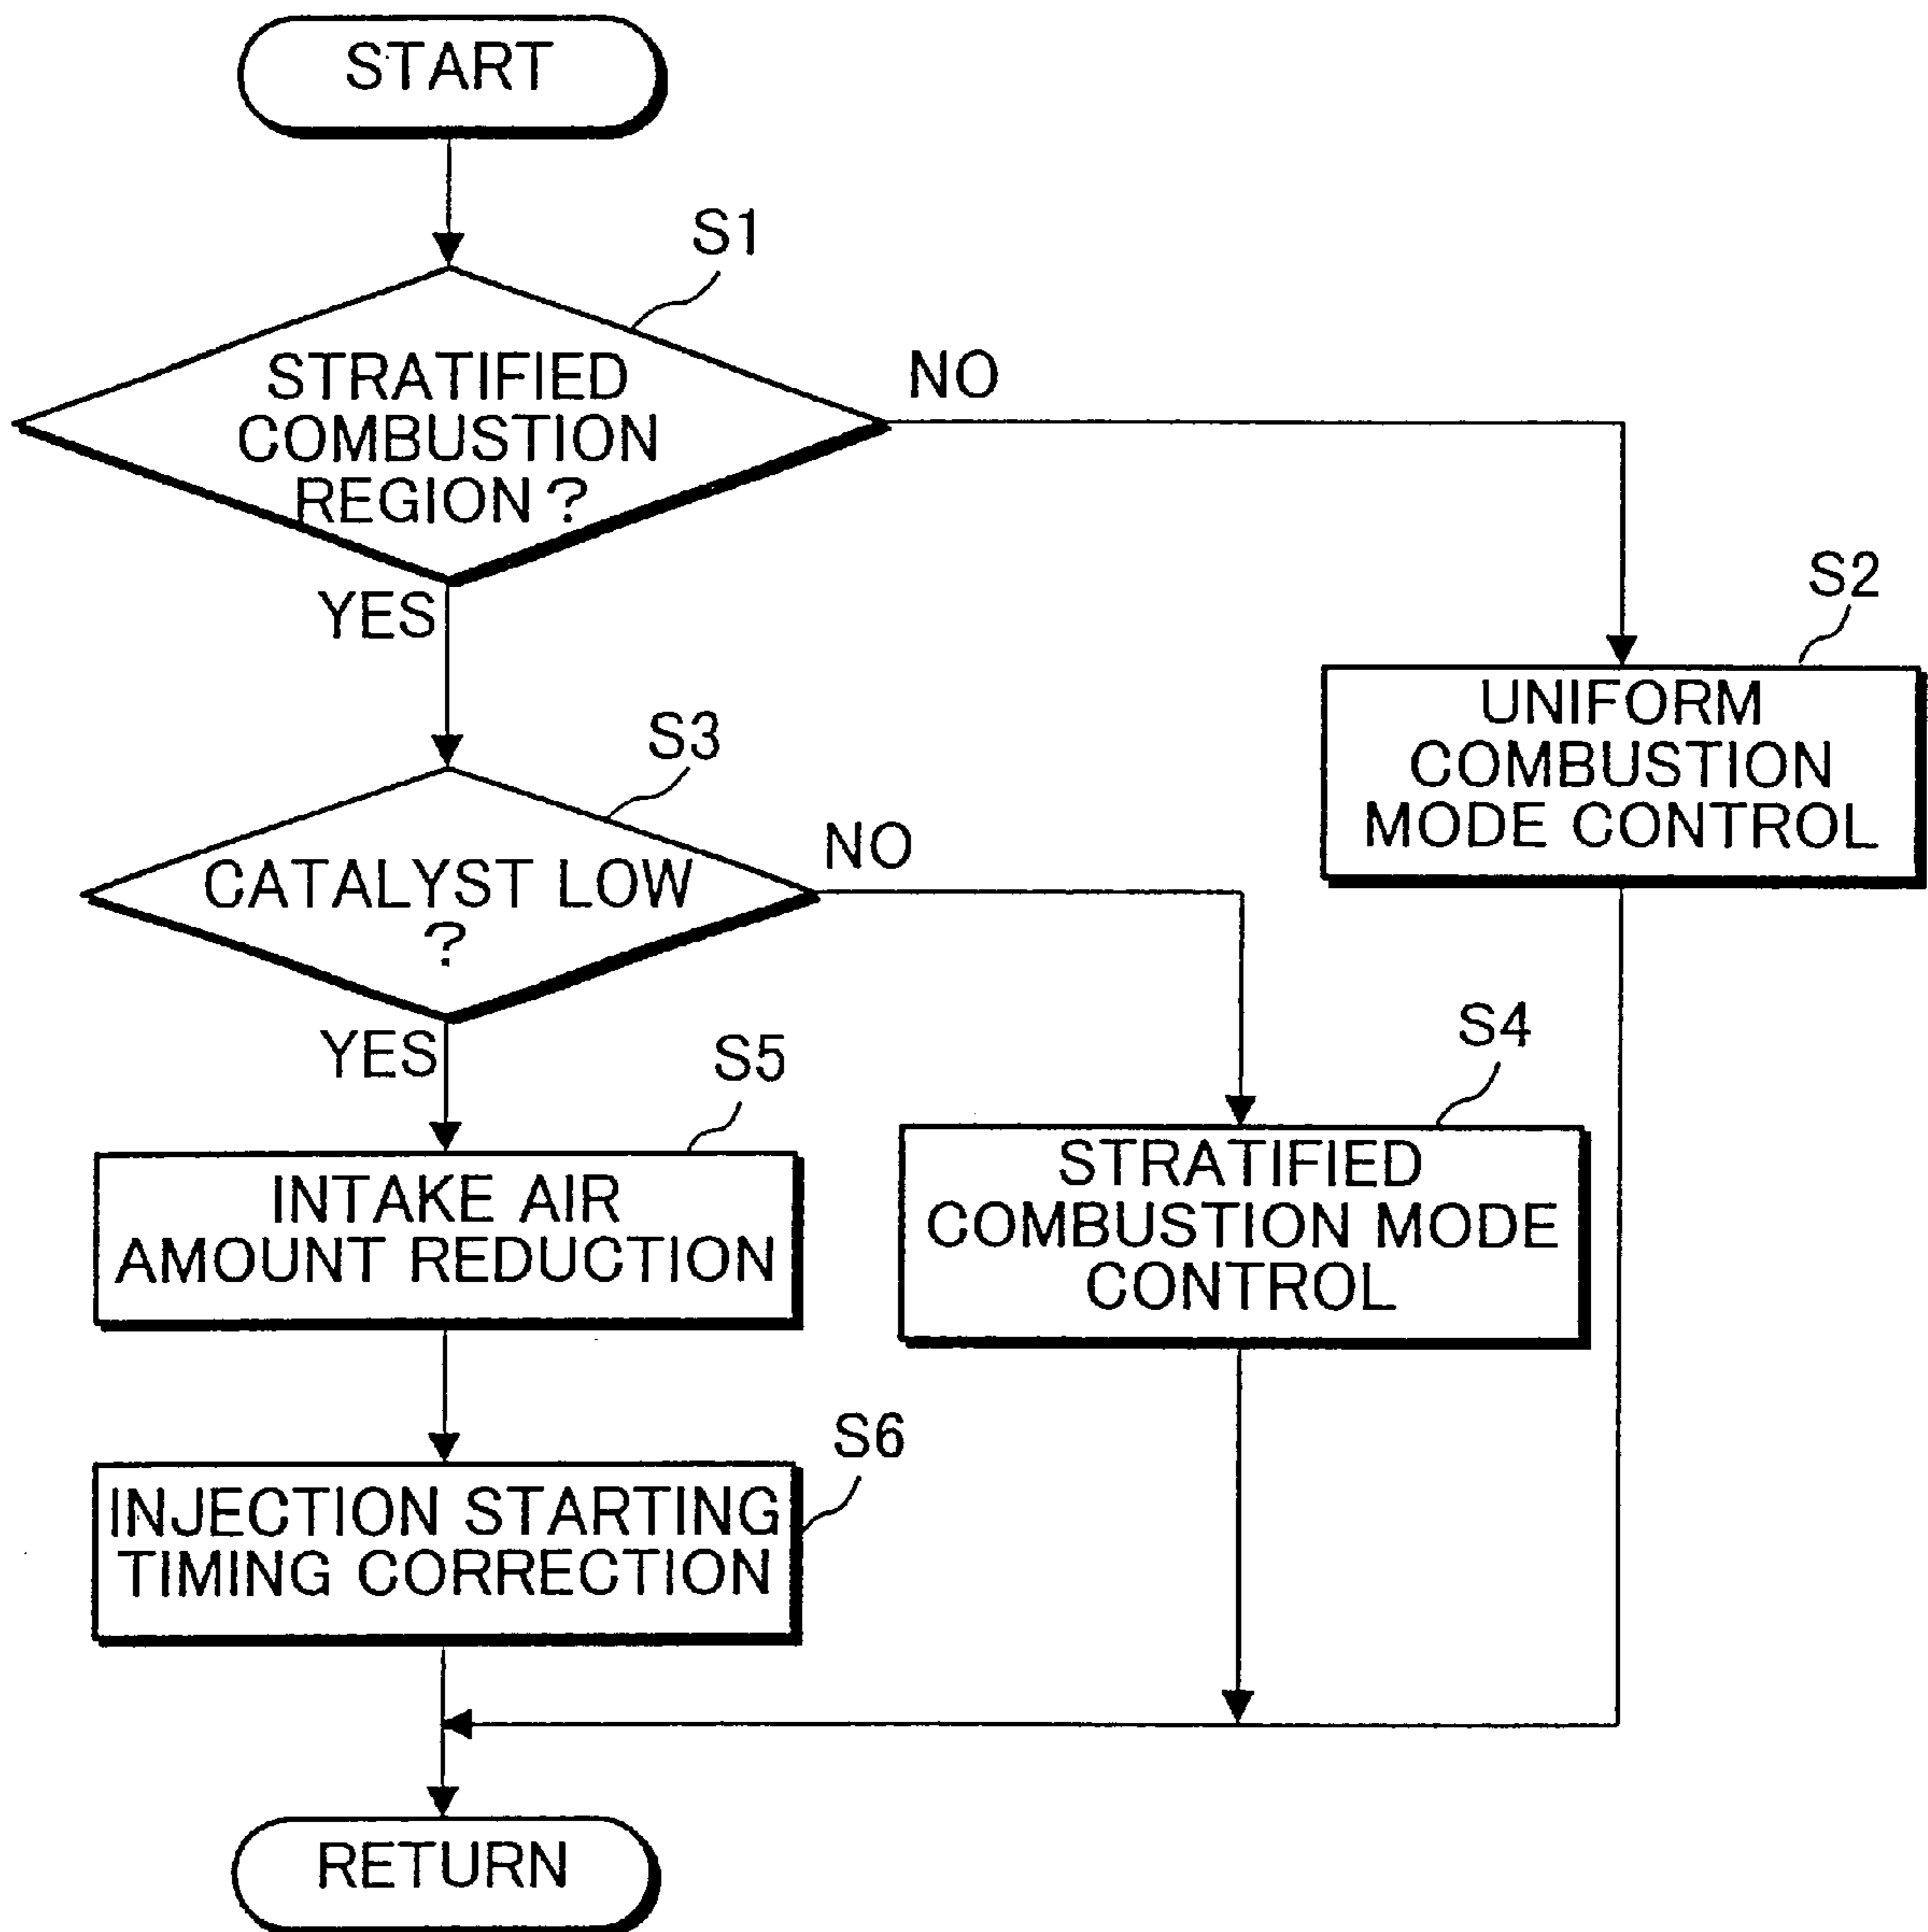 START
S1
STRATIFIED
COMBUSTION
REGION?
NO
YES
S2
UNIFORM
COMBUSTION
MODE CONTROL
S3
CATALYST LOW
?
NO
YES
S4
STRATIFIED
COMBUSTION MODE
CONTROL
S5
INTAKE AIR
AMOUNT REDUCTION
S6
INJECTION STARTING
TIMING CORRECTION
RETURN